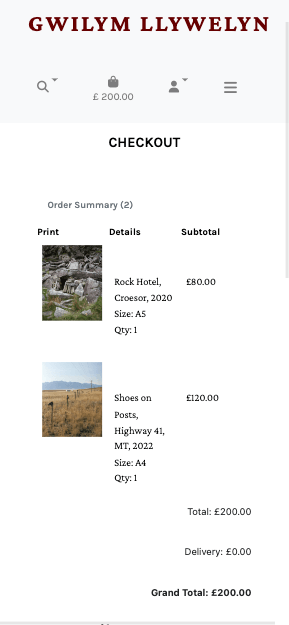 GWILYM LLYWELYN
£ 200.00
CHECKOUT
Order Summary (2)
Print Details Subtotal
Rock Hotel, £80.00
Croesor, 2020
Size: A5
Qty: 1
Shoes on £120.00
Posts,
Highway 41,
MT, 2022
Size: A4
Qty: 1
Total: £200.00
Delivery: £0.00
Grand Total: £200.00